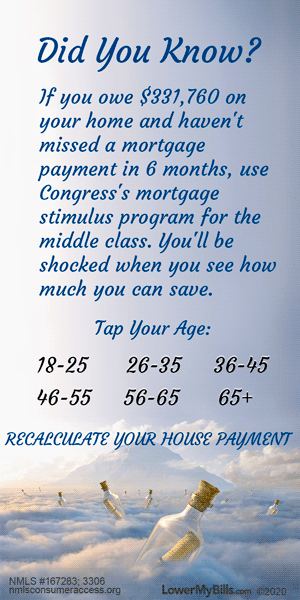 Did You Know?
If you owe $331,760 on
your home and haven't
missed a mortgage
payment in 6 months, use
Congress's mortgage
stimulus program for the
middle class. You'll be
shocked when you see how
much you can save.
Tap Your Age:
18-25 26-35 36-45
46-55 56-65 65+
RECALCULATE YOUR HOUSE PAYMENT
NMLS #167283; 3306
nmlsconsumeraccess.org LowerMyBills.com ©2020